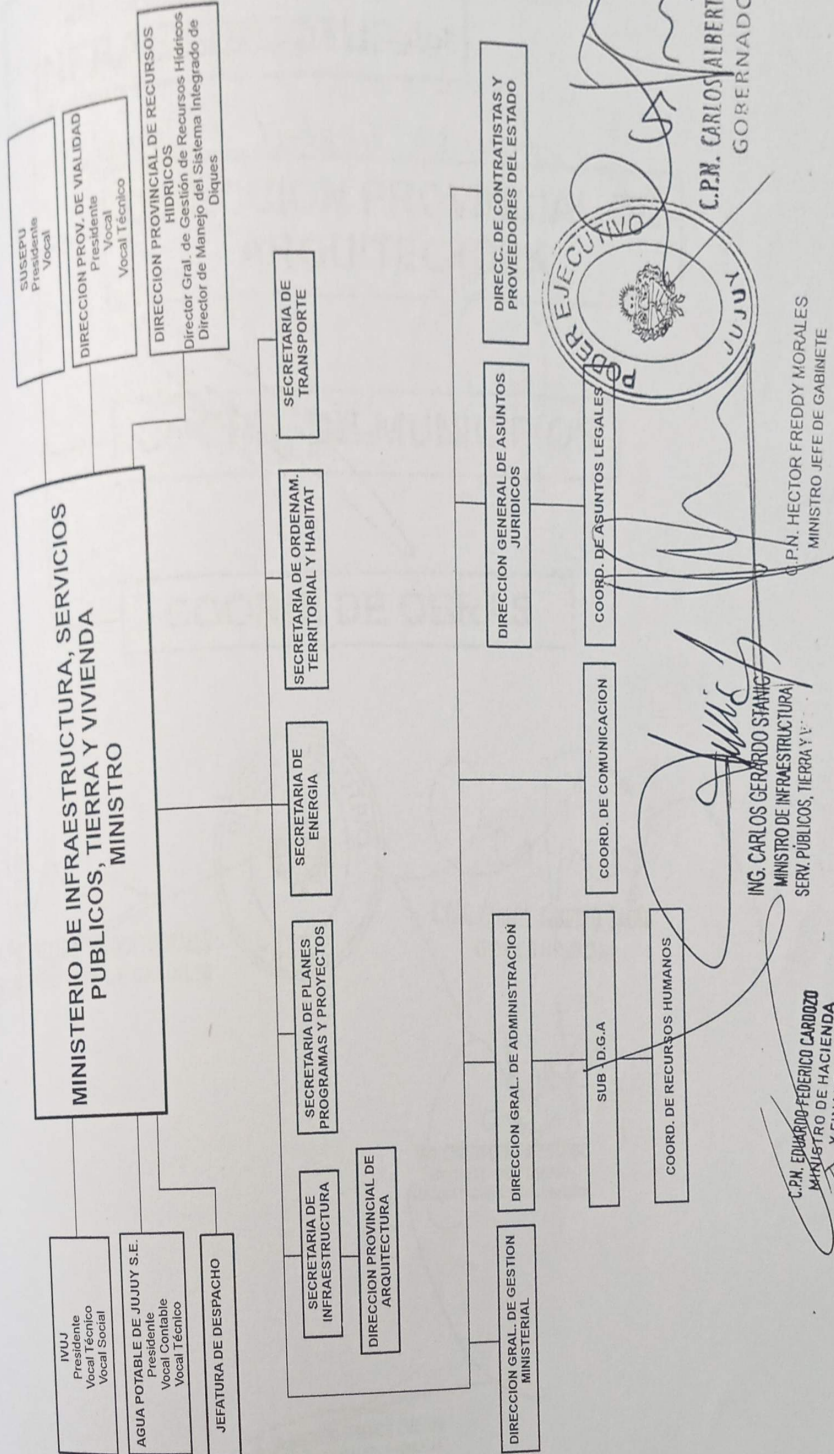 MINISTERIO DE INFRAESTRUCTURA, SERVICIOS
PUBLICOS, TIERRA Y VIVIENDA
MINISTRO
IVUJ
Presidente
Vocal Técnico
Vocal Social
AGUA POTABLE DE JUJUY S.E.
Presidente
Vocal Contable
Vocal Técnico
JEFATURA DE DESPACHO
SUSEPU
Presidente
Vocal
DIRECCION PROV. DE VIALIDAD
Presidente
Vocal
Vocal Técnico
DIRECCION PROVINCIAL DE RECURSOS
HIDRICOS
Director Gral. de Gestión de Recursos Hídricos
Director de Manejo del Sistema Integrado de
Diques
SECRETARIA DE
INFRAESTRUCTURA
DIRECCION PROVINCIAL DE
ARQUITECTURA
SECRETARIA DE PLANES
PROGRAMAS Y PROYECTOS
SECRETARIA DE
ENERGIA
SECRETARIA DE ORDENAM.
TERRITORIAL Y HABITAT
SECRETARIA DE
TRANSPORTE
DIRECCION GRAL. DE GESTION
MINISTERIAL
DIRECCION GRAL. DE ADMINISTRACION
SUB - D.G.A
COORD. DE RECURSOS HUMANOS
COORD. DE COMUNICACION
DIRECCION GENERAL DE ASUNTOS
JURIDICOS
COORD. DE ASUNTOS LEGALES
DIRECC. DE CONTRATISTAS Y
PROVEEDORES DEL ESTADO
PODER EJECUTIVO
JUJUY
C.P.N. EDUARDO FEDERICO CARDOZO
MINISTRO DE HACIENDA
ING. CARLOS GERARDO STANIC
MINISTRO DE INFRAESTRUCTURA
SERV. PÚBLICOS, TIERRA Y V
C.P.N. HECTOR FREDDY MORALES
MINISTRO JEFE DE GABINETE
C.P.N. CARLOS ALBERT
GOBERNADO